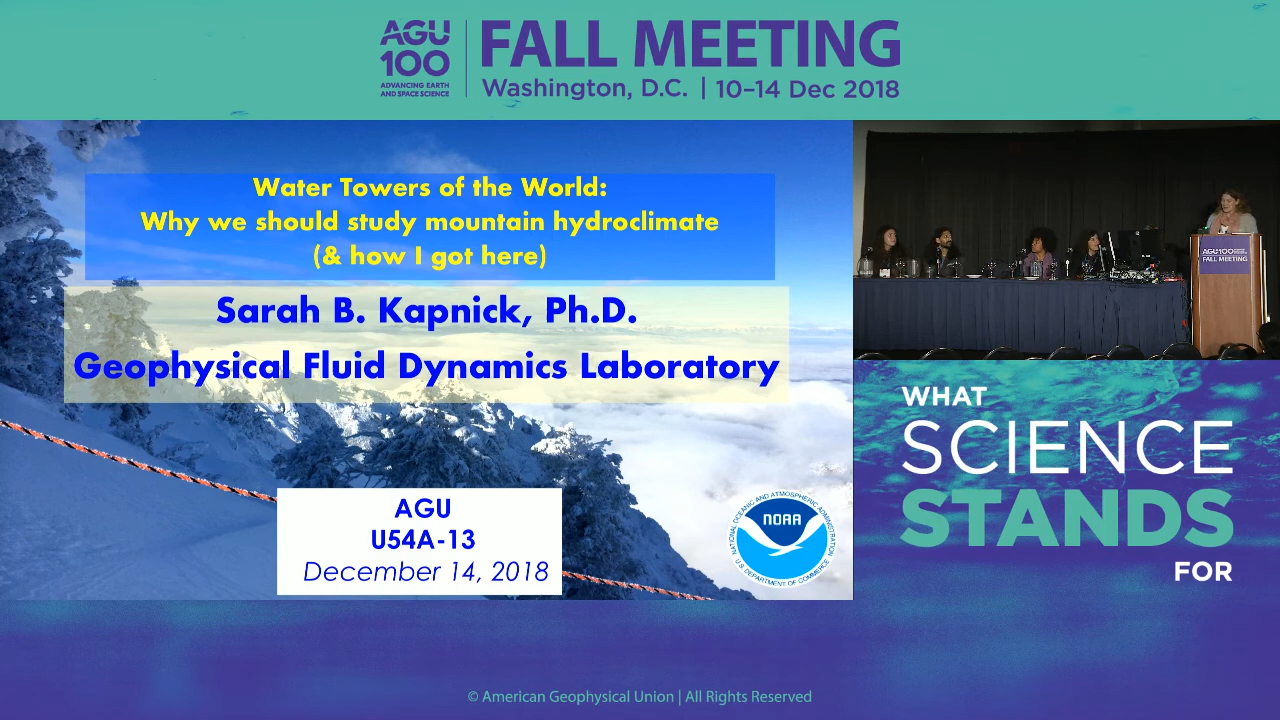 AGU
100
ADVANCING EARTH
AND SPACE SCIENCE
FALL MEETING
Washington, D.C. | 10–14 Dec 2018
Water Towers of the World:
Why we should study mountain hydroclimate
(& how I got here)
Sarah B. Kapnick, Ph.D.
Geophysical Fluid Dynamics Laboratory
AGU
U54A-13
December 14, 2018
NATIONAL OCEANIC AND ATMOSPHERIC ADMINISTRATION
NOAA
U.S. DEPARTMENT OF COMMERCE
AGU100
FALL MEETING
WHAT
SCIENCE
STANDS
FOR
© American Geophysical Union | All Rights Reserved